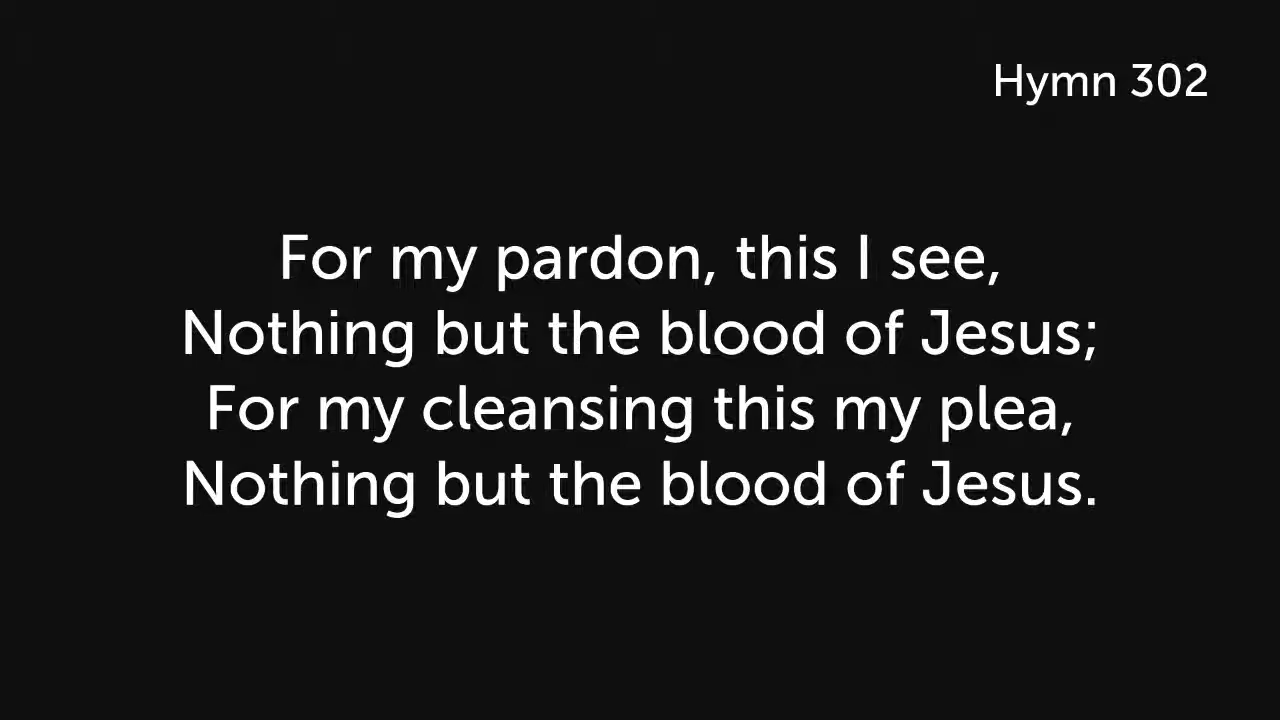 Hymn 302
For my pardon, this I see,
Nothing but the blood of Jesus;
For my cleansing this my plea,
Nothing but the blood of Jesus.